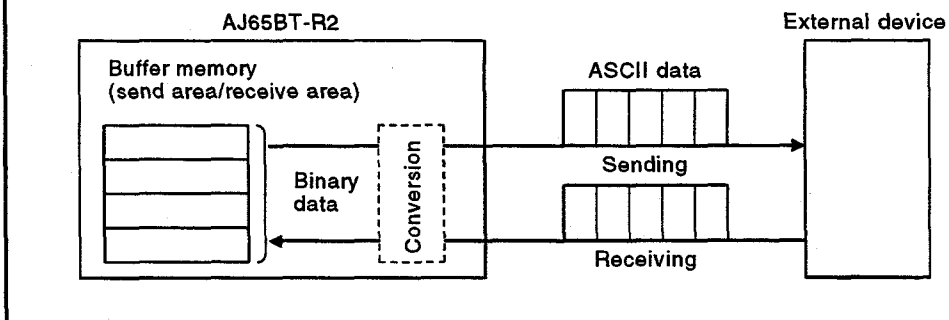 AJ65BT-R2
External device
Buffer memory
(send area/receive area)
ASCII data
Binary
data
Conversion
Sending
Receiving